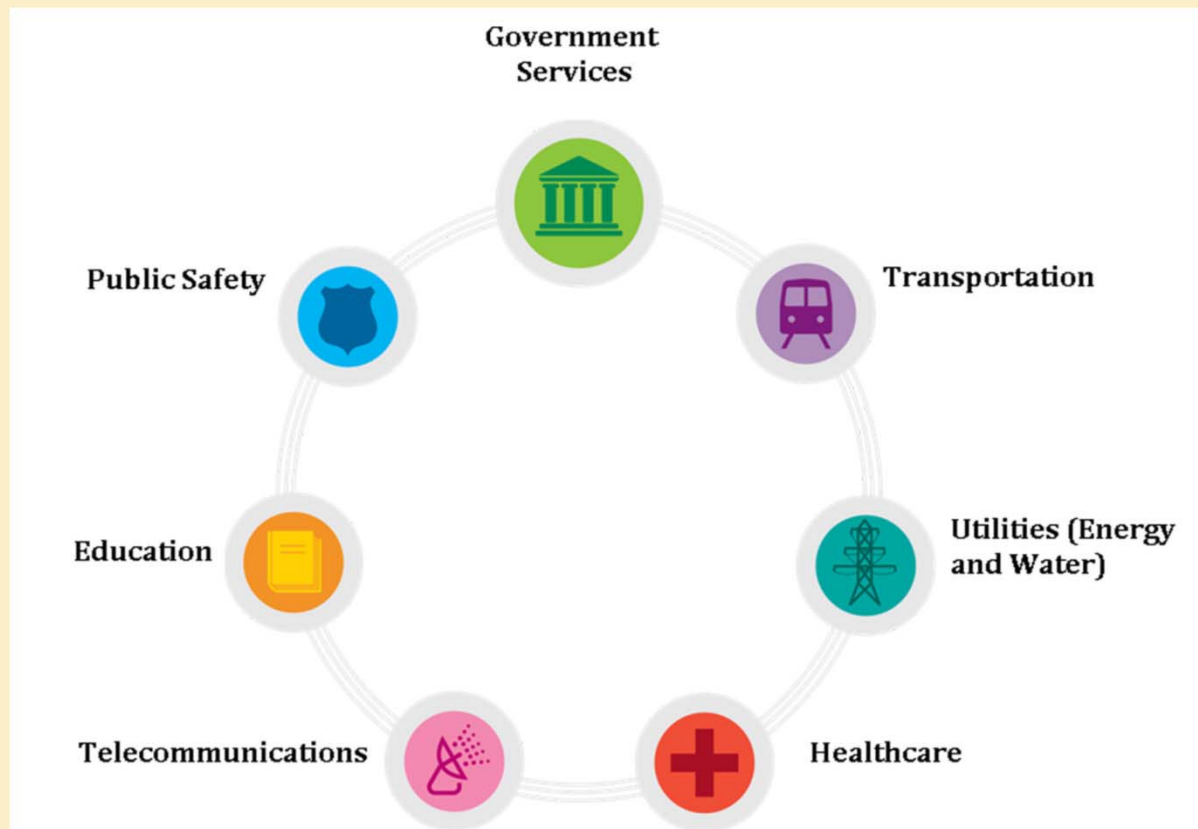 Government
Services
Public Safety
Transportation
Education
Utilities (Energy
and Water)
Telecommunications
Healthcare